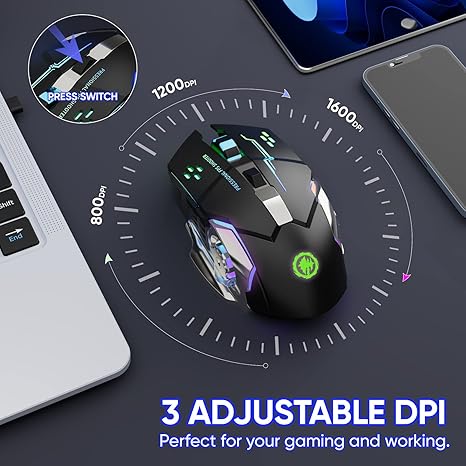 PRESS SWITCH
1200DPI
1600DPI
800DPI
Shift
End
3 ADJUSTABLE DPI
Perfect for your gaming and working.